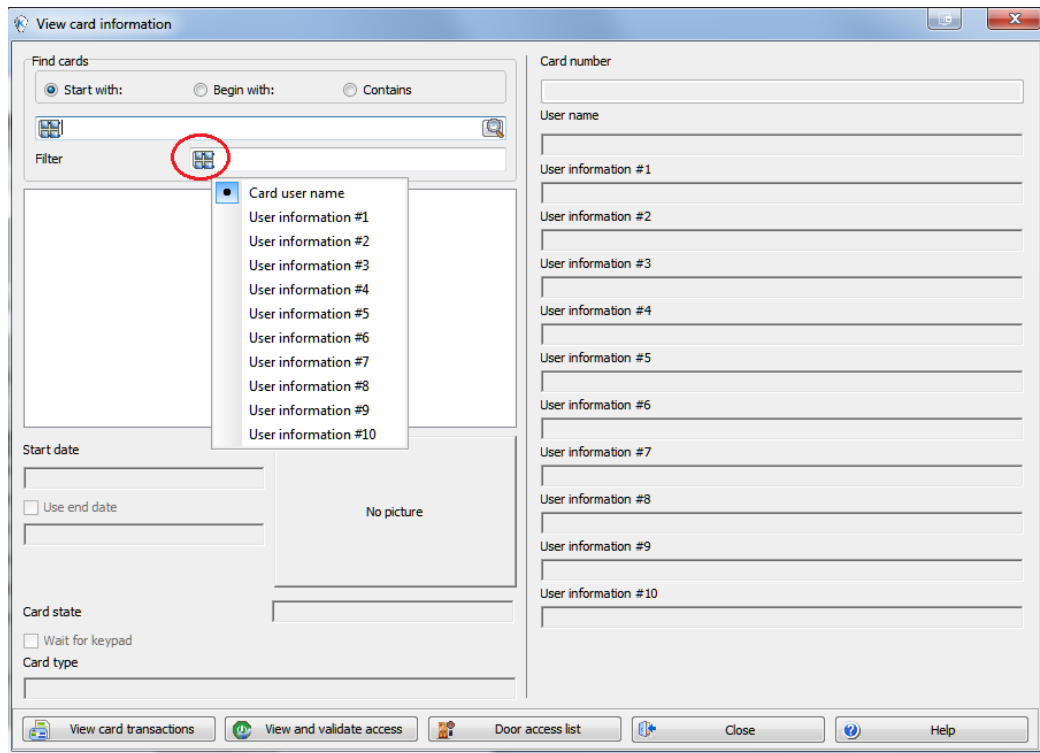 View card information
Find cards
Start with:
Begin with:
Contains
Filter
Card user name
User information #1
User information #2
User information #3
User information #4
User information #5
User information #6
User information #7
User information #8
User information #9
User information #10
Start date
Use end date
No picture
Card state
Wait for keypad
Card type
Card number
User name
User information #1
User information #2
User information #3
User information #4
User information #5
User information #6
User information #7
User information #8
User information #9
User information #10
View card transactions
View and validate access
Door access list
Close
Help